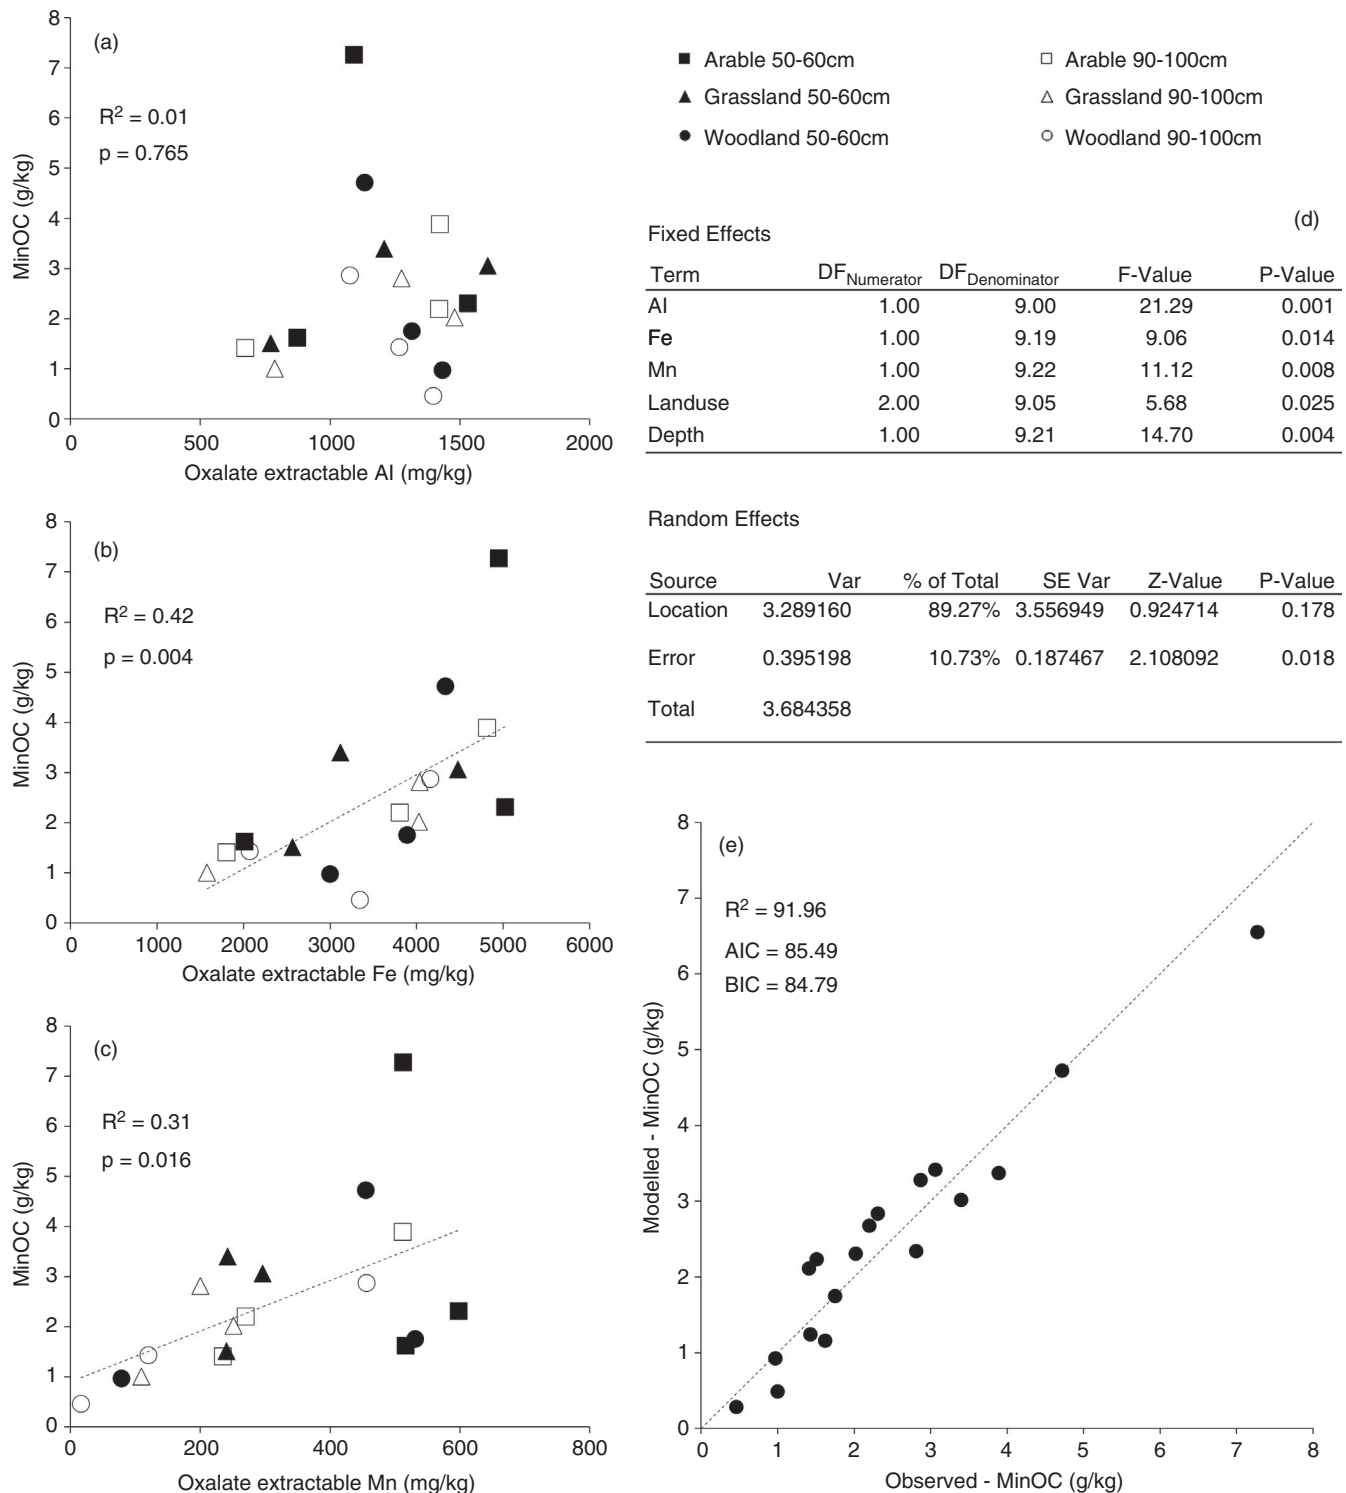 (a)
8
7
6
5
4
3
2
1
0
MinOC (g/kg)
R² = 0.01
p = 0.765
0 500 1000 1500 2000
Oxalate extractable Al (mg/kg)
■ Arable 50-60cm
□ Arable 90-100cm
▲ Grassland 50-60cm
△ Grassland 90-100cm
● Woodland 50-60cm
○ Woodland 90-100cm
(d)
Fixed Effects
Term DFNumerator DFDenominator F-Value P-Value
Al 1.00 9.00 21.29 0.001
Fe 1.00 9.19 9.06 0.014
Mn 1.00 9.22 11.12 0.008
Landuse 2.00 9.05 5.68 0.025
Depth 1.00 9.21 14.70 0.004
Random Effects
Source Var % of Total SE Var Z-Value P-Value
Location 3.289160 89.27% 3.556949 0.924714 0.178
Error 0.395198 10.73% 0.187467 2.108092 0.018
Total 3.684358
(b)
8
7
6
5
4
3
2
1
0
MinOC (g/kg)
R² = 0.42
p = 0.004
0 1000 2000 3000 4000 5000 6000
Oxalate extractable Fe (mg/kg)
(c)
8
7
6
5
4
3
2
1
0
MinOC (g/kg)
R² = 0.31
p = 0.016
0 200 400 600 800
Oxalate extractable Mn (mg/kg)
(e)
8
7
6
5
4
3
2
1
0
Modelled - MinOC (g/kg)
R² = 91.96
AIC = 85.49
BIC = 84.79
0 1 2 3 4 5 6 7 8
Observed - MinOC (g/kg)